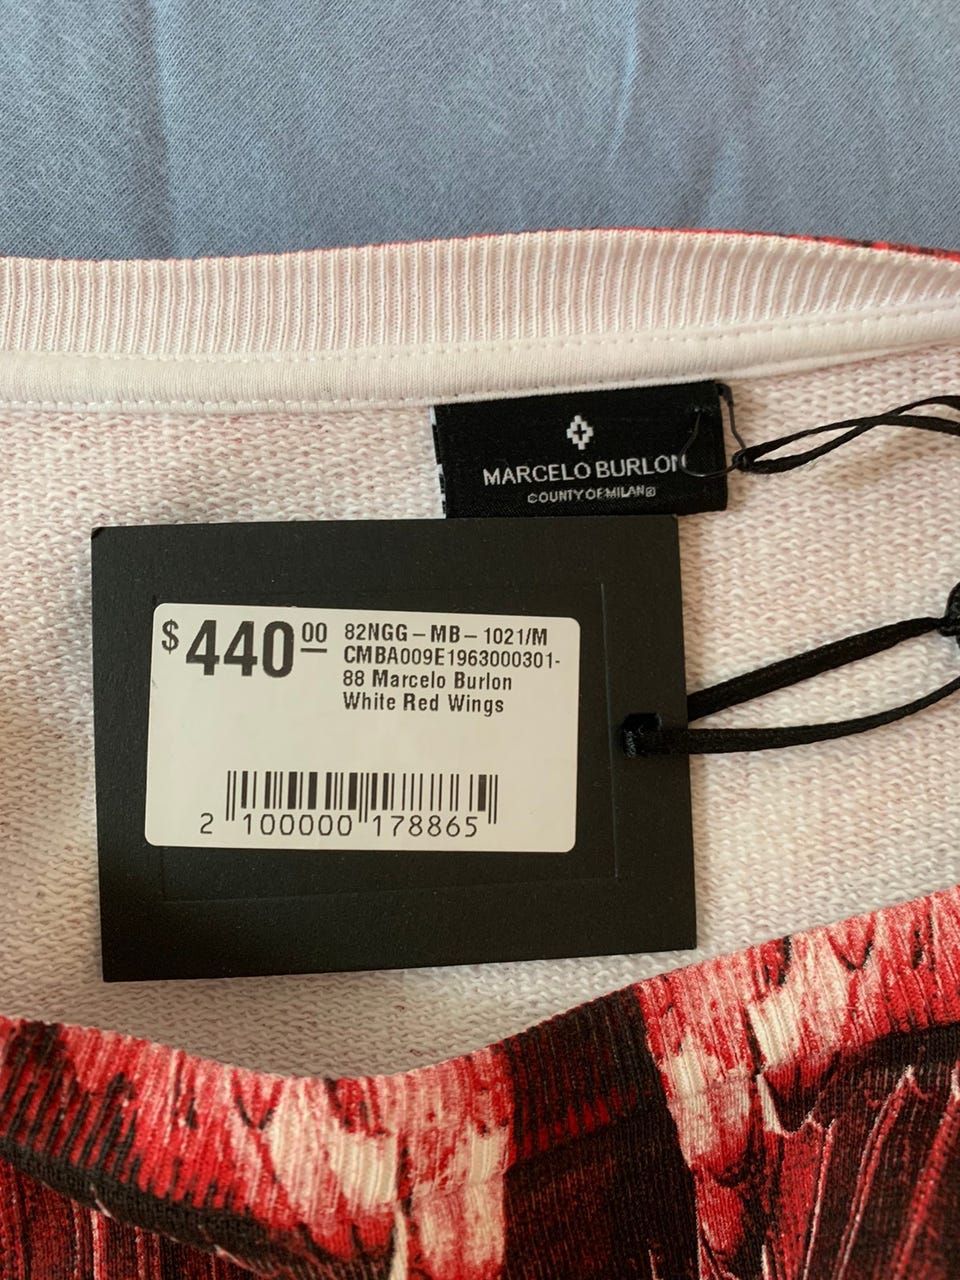 MARCELO BURLON
COUNTY OF MILAN®
$440.00
82NGG - MB - 1021/M
CMBA009E1963000301-
88 Marcelo Burlon
White Red Wings
2 100000 178865